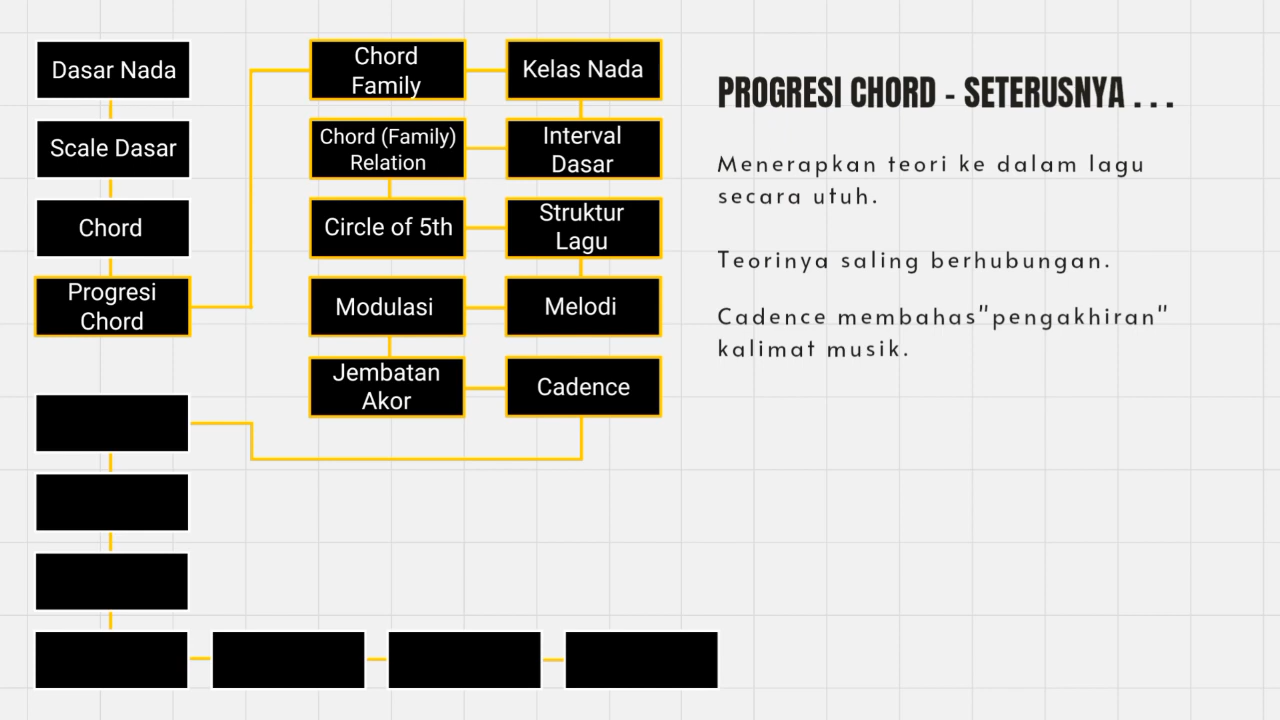 Dasar Nada
Scale Dasar
Chord
Progresi
Chord
Chord
Family
Kelas Nada
Chord (Family)
Relation
Interval
Dasar
Circle of 5th
Struktur
Lagu
Modulasi
Melodi
Jembatan
Akor
Cadence
PROGRESI CHORD - SETERUSNYA . . .
Menerapkan teori ke dalam lagu
secara utuh.
Teorinya saling berhubungan.
Cadence membahas"pengakhiran"
kalimat musik.